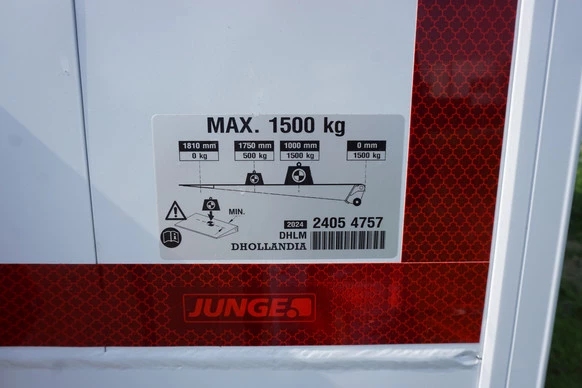 MAX. 1500 kg
1810 mm 1750 mm 1000 mm 0 mm
0 kg 500 kg 1500 kg 1500 kg
MIN.
2024 2405 4757
DHLM
DHOLLANDIA
JUNGE